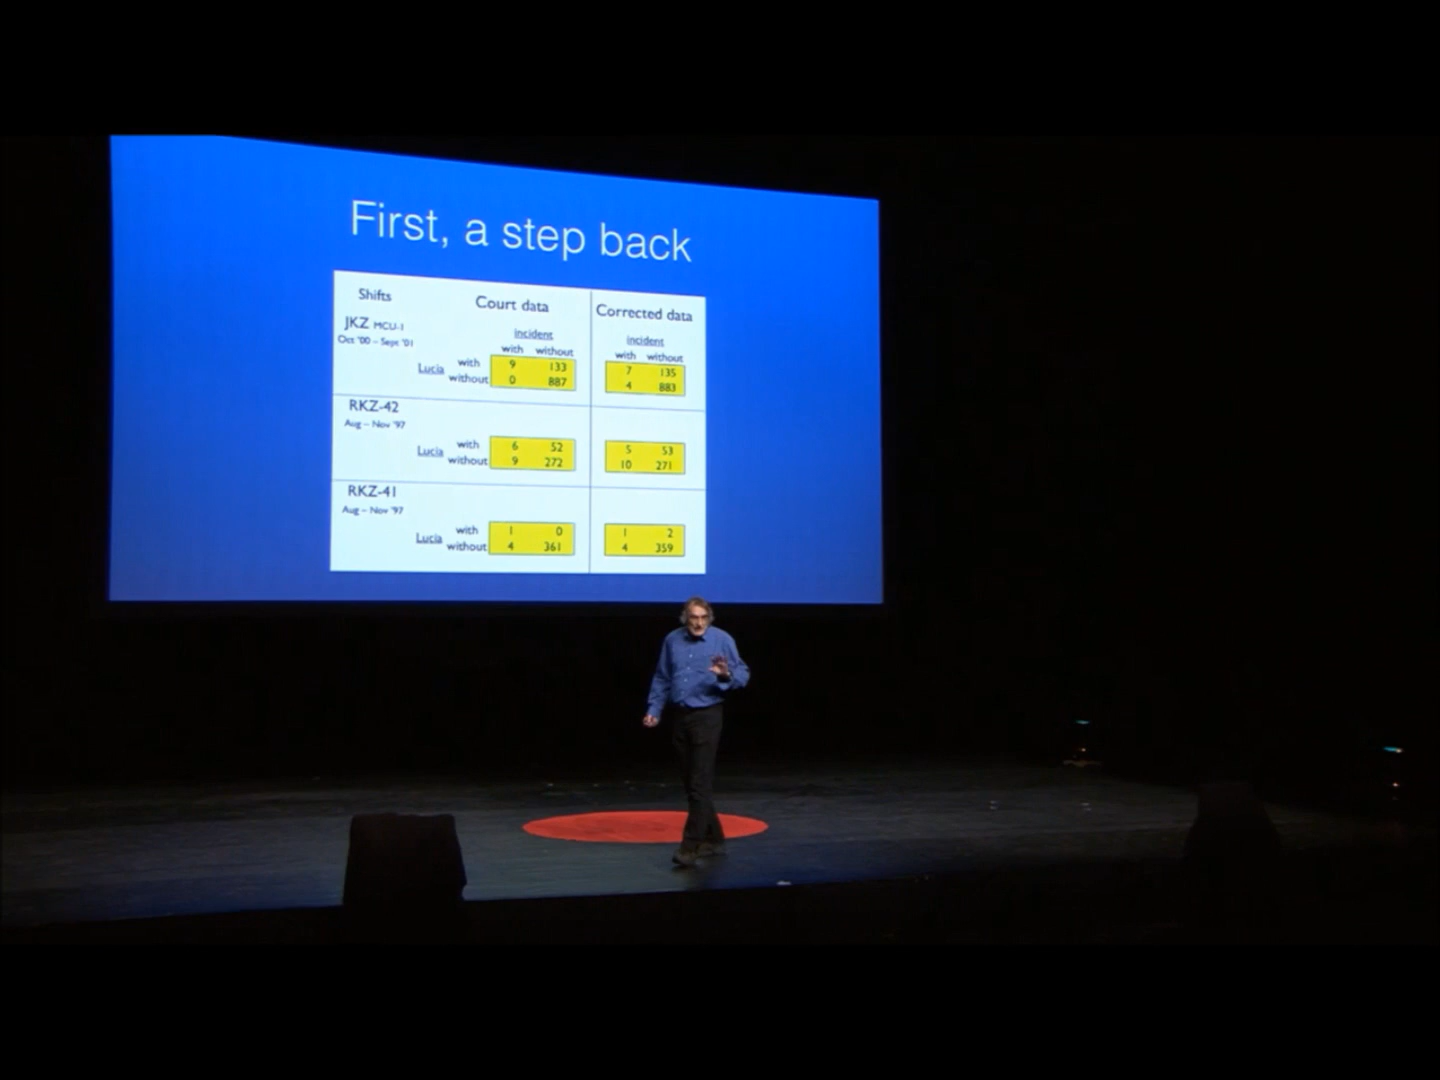 First, a step back
Shifts Court data Corrected data
JKZ MCU-1
Oct '00 – Sept '01
incident incident
with without with without
Lucia with 9 133 7 135
without 0 887 4 883
RKZ-42
Aug – Nov '97
Lucia with 6 52 5 53
without 9 272 10 271
RKZ-41
Aug – Nov '97
Lucia with 1 0 1 2
without 4 361 4 359